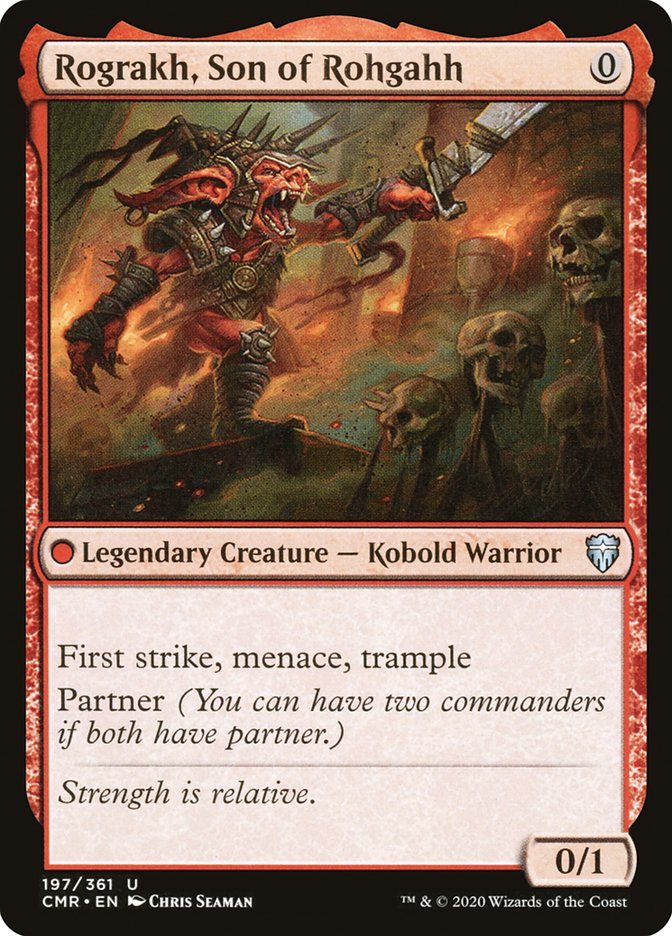 Rograkh, Son of Rohgahh 0
Legendary Creature — Kobold Warrior
First strike, menace, trample
Partner (You can have two commanders
if both have partner.)
Strength is relative.
0/1
197/361 U
CMR • EN Chris Seaman
™ & © 2020 Wizards of the Coast